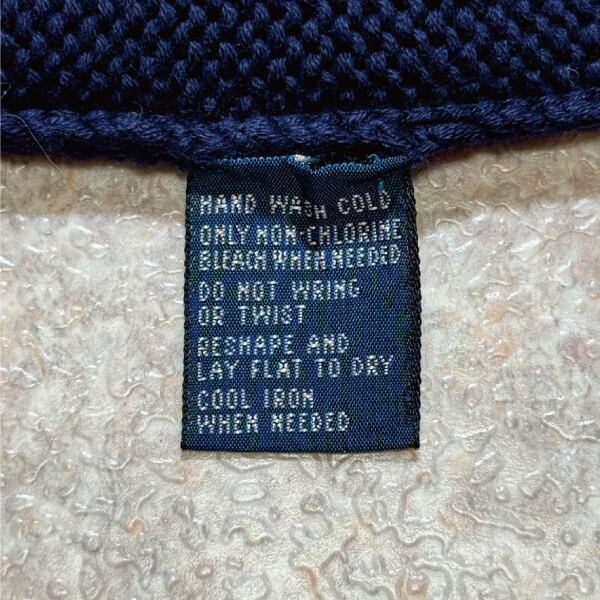 HAND WASH COLD
ONLY NON-CHLORINE
BLEACH WHEN NEEDED
DO NOT WRING
OR TWIST
RESHAPE AND
LAY FLAT TO DRY
COOL IRON
WHEN NEEDED